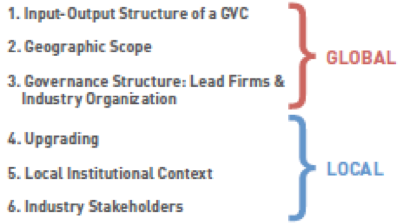 1. Input-Output Structure of a GVC
2. Geographic Scope
3. Governance Structure: Lead Firms &
Industry Organization
GLOBAL
4. Upgrading
5. Local Institutional Context
6. Industry Stakeholders
LOCAL